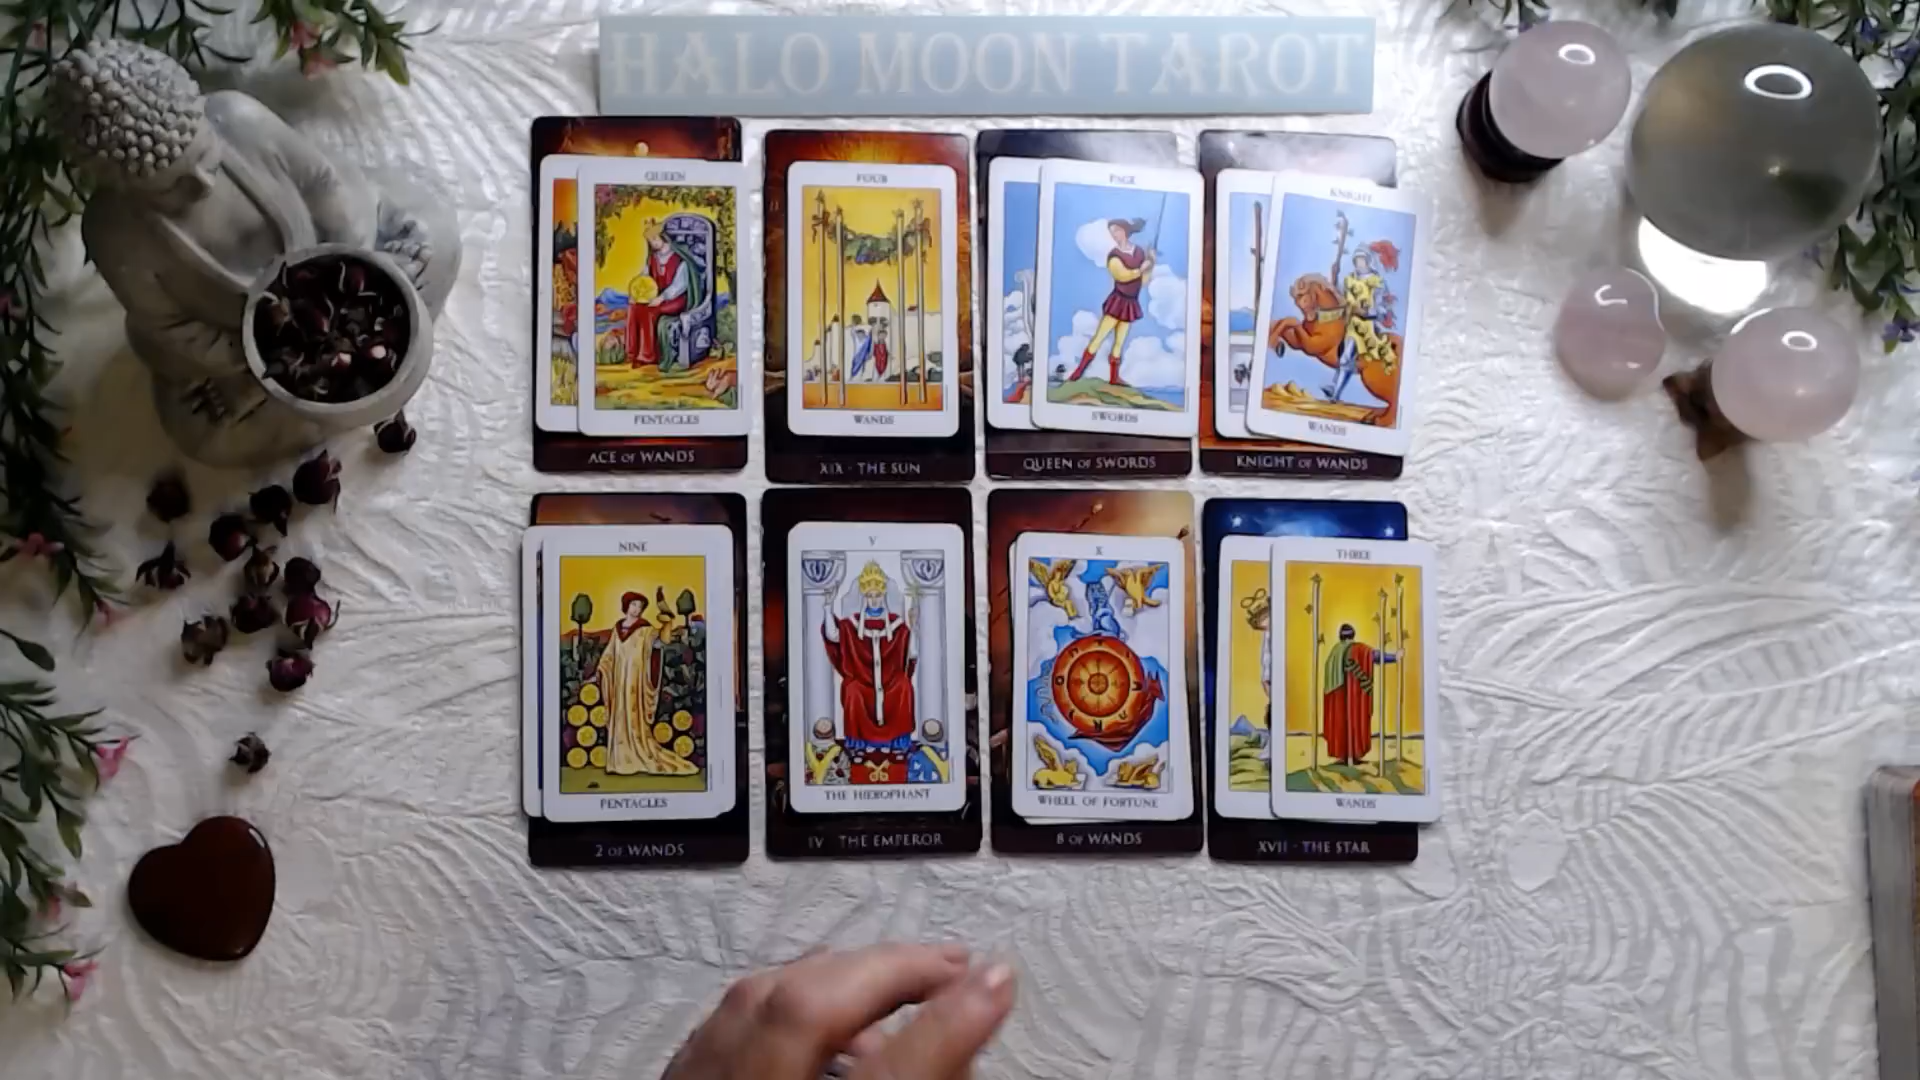 HALO MOON TAROT
QUEEN
PENTACLES
ACE OF WANDS
FOUR
WANDS
XIX · THE SUN
PAGE
SWORDS
QUEEN OF SWORDS
KNIGHT
WANDS
KNIGHT OF WANDS
NINE
PENTACLES
2 OF WANDS
V
THE HIEROPHANT
IV · THE EMPEROR
X
WHEEL OF FORTUNE
8 OF WANDS
THREE
WANDS
XVII · THE STAR